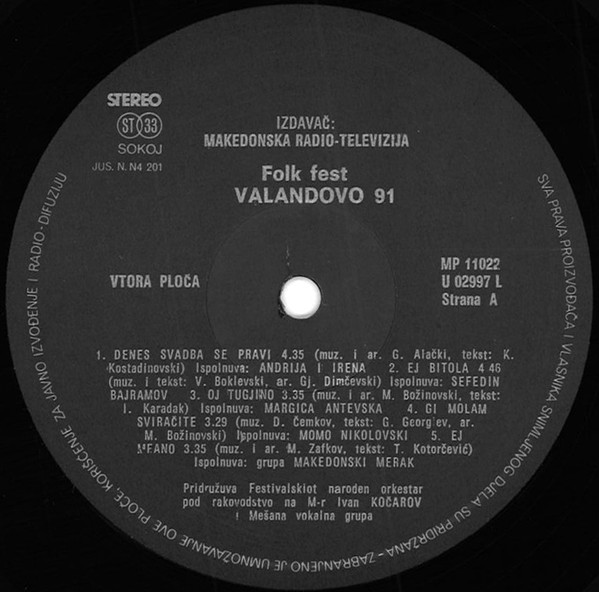 STEREO
ST 33
SOKOJ
JUS. N. N4 201
IZDAVAČ:
MAKEDONSKA RADIO-TELEVIZIJA
Folk fest
VALANDOVO 91
VTORA PLOČA
MP 11022
U 02997 L
Strana A
1. DENES SVADBA SE PRAVI 4.35 (muz. i ar. G. Alački, tekst: K.
Kostadinovski) Ispolnuva: ANDRIJA I IRENA 2. EJ BITOLA 4 46
(muz. i tekst: V. Boklevski, ar. Gj. Dimčevski) Ispolnuva: SEFEDIN
BAJRAMOV 3. OJ TUGJINO 3.35 (muz. i ar. M. Božinovski, tekst:
I. Karadak) Ispolnuva: MARGICA ANTEVSKA 4. GI MOLAM
SVIRAČITE 3.29 (muz. D. Čemkov, tekst: G. Georgiev, ar.
M. Božinovski) Ispolnuva: MOMO NIKOLOVSKI 5. EJ
MEANO 3.35 (muz. i ar. M. Zafkov, tekst: T. Kotorčević)
Ispolnuva: grupa MAKEDONSKI MERAK
Pridružuva Festivalskiot naroden orkestar
pod rakovodstvo na M-r Ivan KOČAROV
i Mešana vokalna grupa
SVA PRAVA PROIZVOĐAČA I VLASNIKA SNIMLJENOG DJELA SU PRIDRŽANA - ZABRANJENO JE UMNOŽAVANJE OVE PLOČE, KORIŠĆENJE ZA JAVNO IZVOĐENJE I RADIO-DIFUZIJU